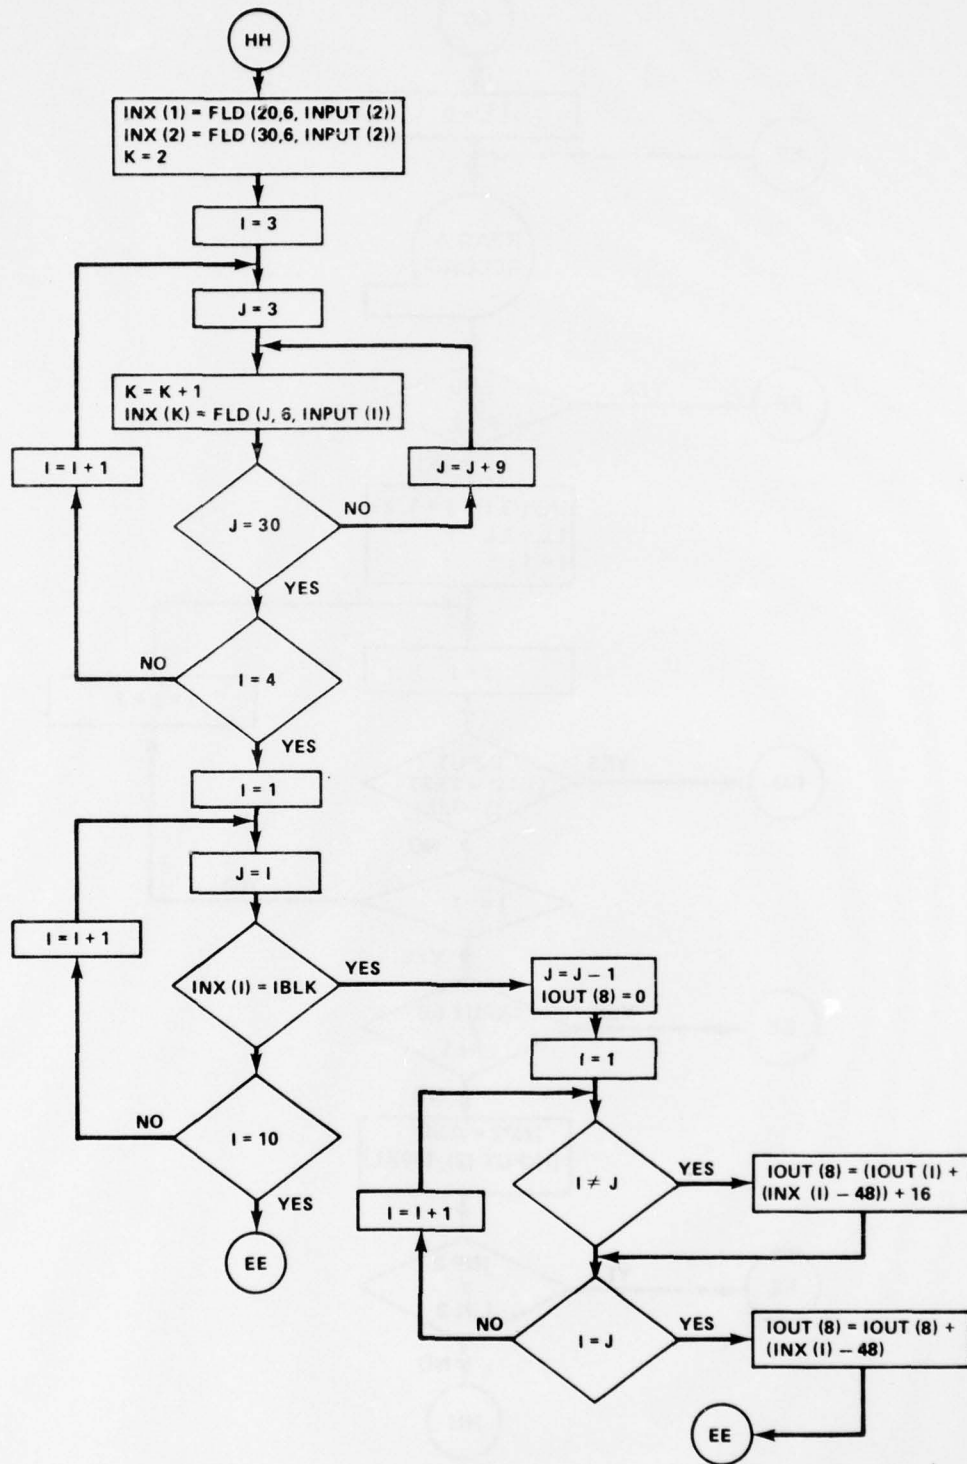 HH
INX (1) = FLD (20,6, INPUT (2))
INX (2) = FLD (30,6, INPUT (2))
K = 2
I = 3
J = 3
K = K + 1
INX (K) = FLD (J, 6, INPUT (I))
I = I + 1
J = J + 9
J = 30
NO
YES
I = 4
NO
YES
I = 1
J = I
I = I + 1
INX (I) = IBLK
YES
J = J – 1
IOUT (8) = 0
I = 1
I = 10
NO
YES
EE
I ≠ J
YES
IOUT (8) = (IOUT (I) +
(INX (I) – 48)) + 16
I = I + 1
I = J
NO
YES
IOUT (8) = IOUT (8) +
(INX (I) – 48)
EE